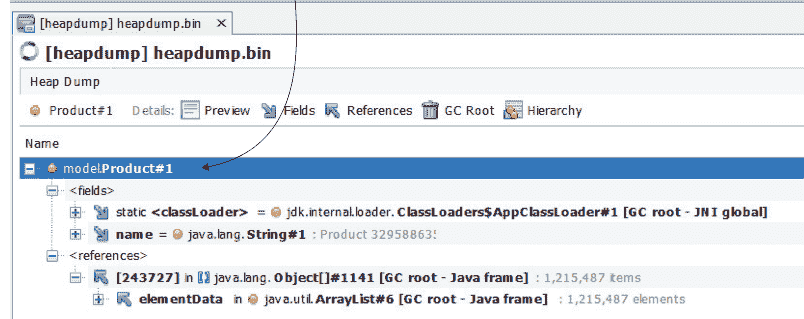 [heapdump] heapdump.bin
[heapdump] heapdump.bin
Heap Dump
Product#1 Details: Preview Fields References GC Root Hierarchy
Name
model.Product#1
<fields>
static <classLoader> = jdk.internal.loader.ClassLoaders$AppClassLoader#1 [GC root - JNI global]
name = java.lang.String#1 : Product 329588635
<references>
[243727] in java.lang.Object[]#1141 [GC root - Java frame] : 1,215,487 items
elementData in java.util.ArrayList#6 [GC root - Java frame] : 1,215,487 elements